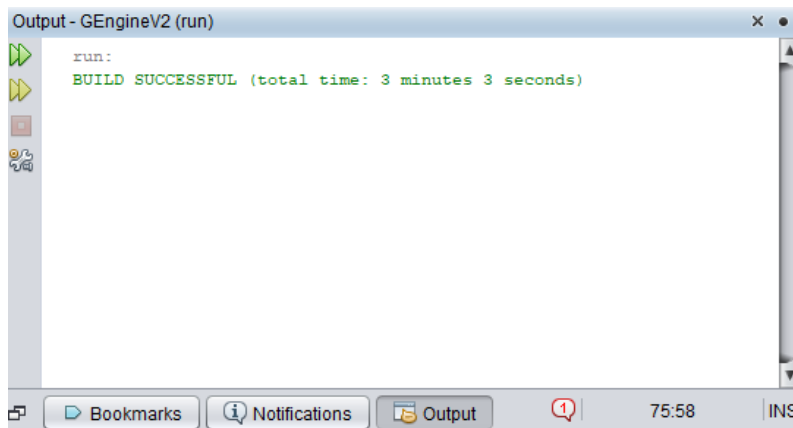 Output - GEngineV2 (run)
run:
BUILD SUCCESSFUL (total time: 3 minutes 3 seconds)
Bookmarks Notifications Output 1 75:58 INS